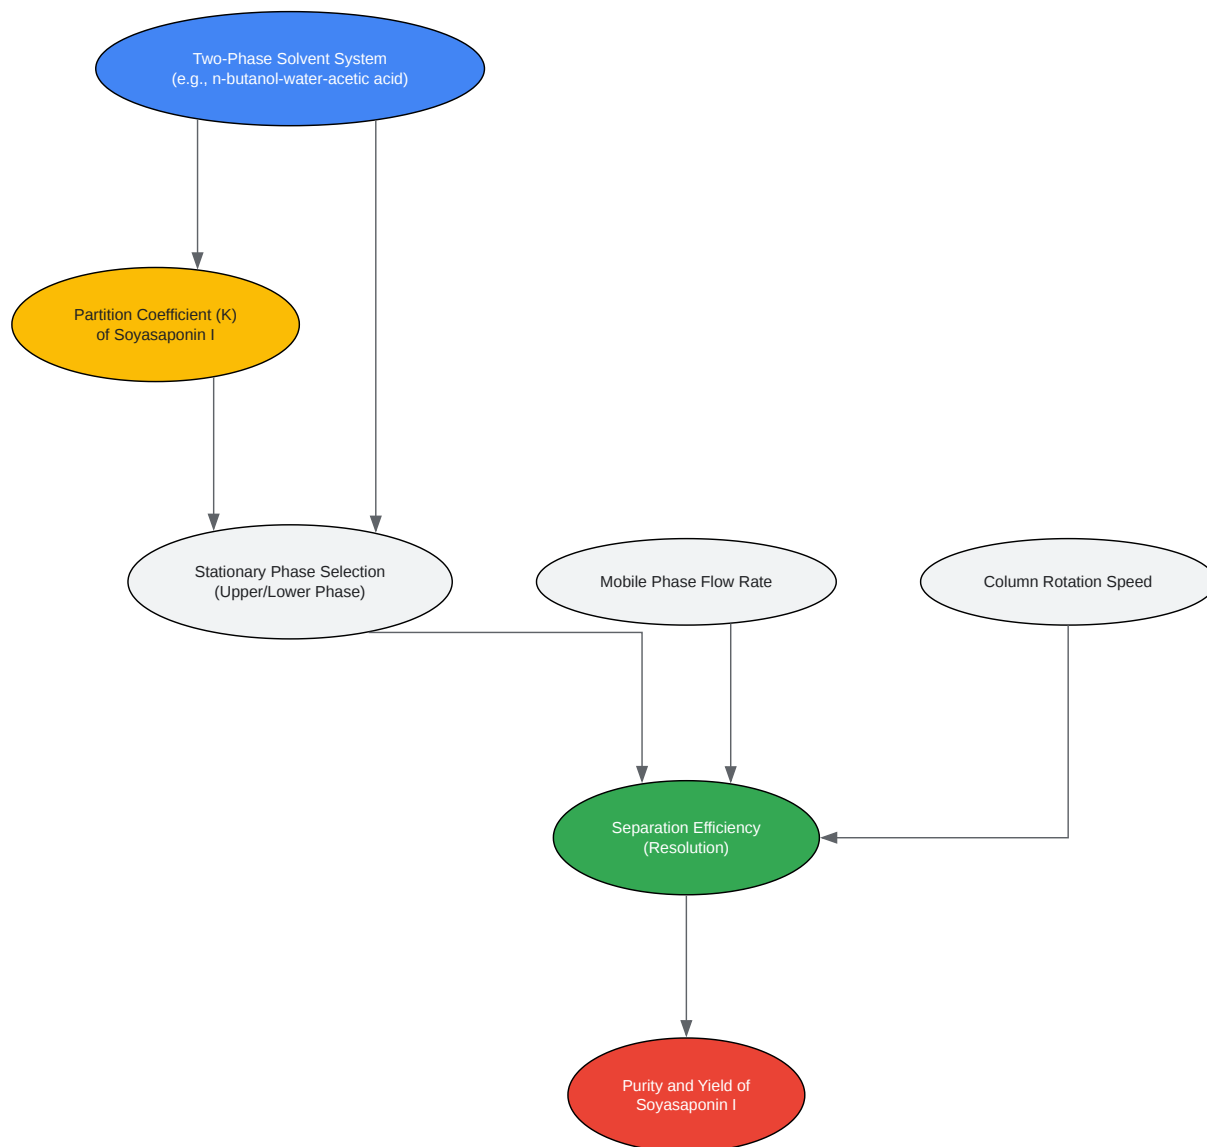 Two-Phase Solvent System
(e.g., n-butanol-water-acetic acid)
Partition Coefficient (K)
of Soyasaponin I
Stationary Phase Selection
(Upper/Lower Phase)
Mobile Phase Flow Rate
Column Rotation Speed
Separation Efficiency
(Resolution)
Purity and Yield of
Soyasaponin I